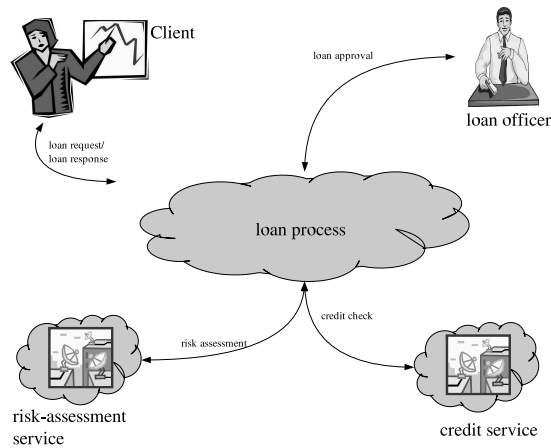 Client
loan approval
loan officer
loan request/
loan response
loan process
credit check
risk assessment
risk-assessment
service
credit service